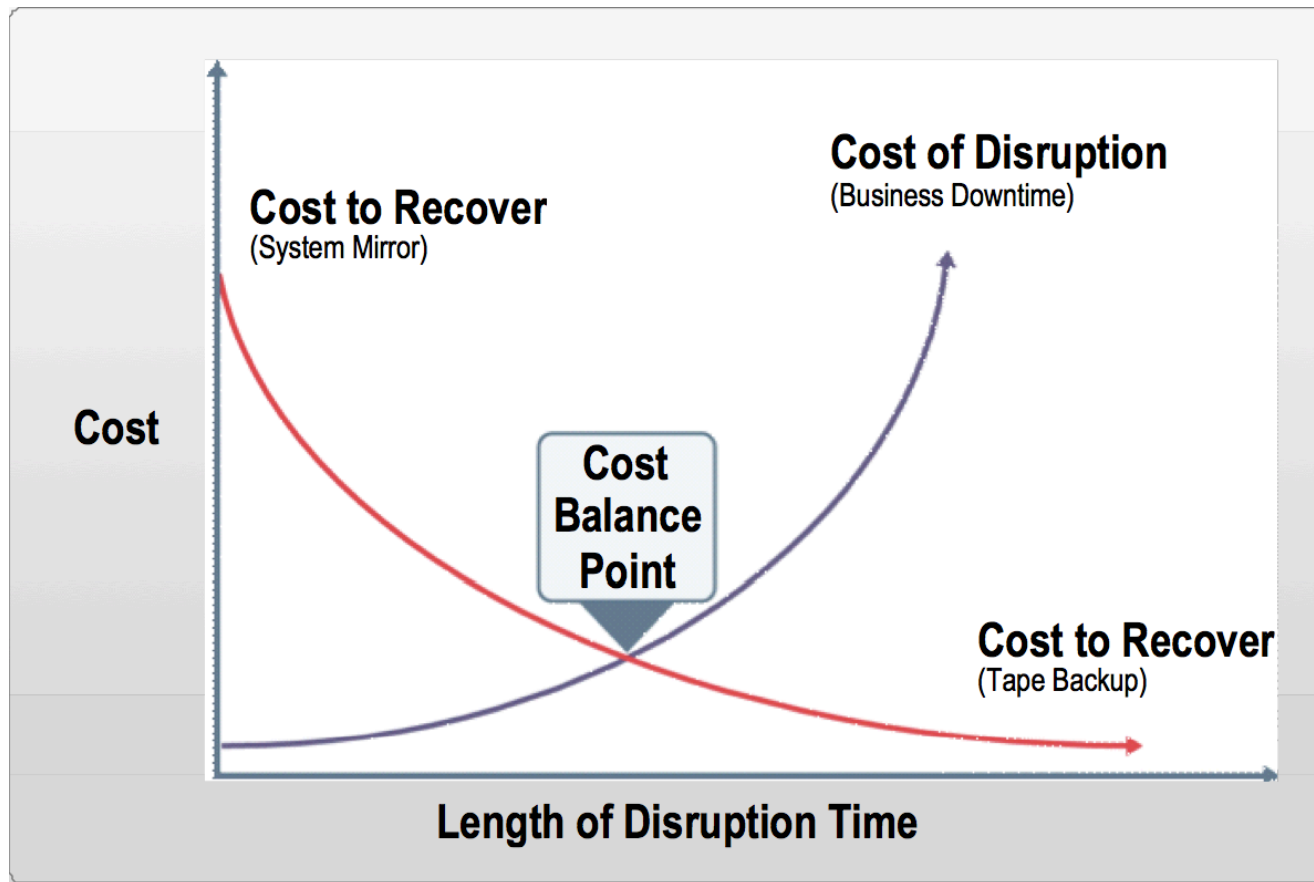 Cost of Disruption
(Business Downtime)
Cost to Recover
(System Mirror)
Cost
Cost
Balance
Point
Cost to Recover
(Tape Backup)
Length of Disruption Time